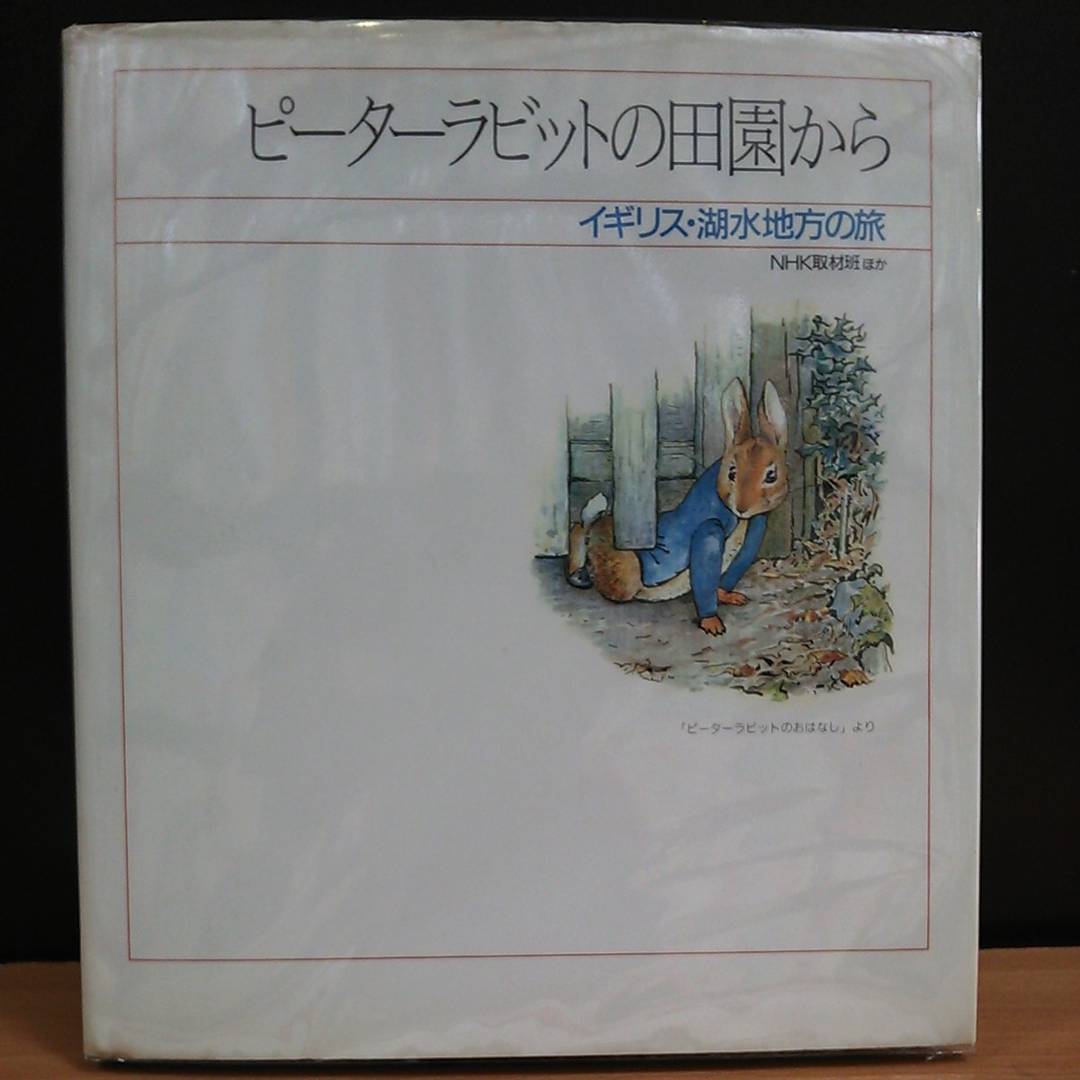 ピーターラビットの田園から
イギリス・湖水地方の旅
NHK取材班 ほか
「ピーターラビットのおはなし」より